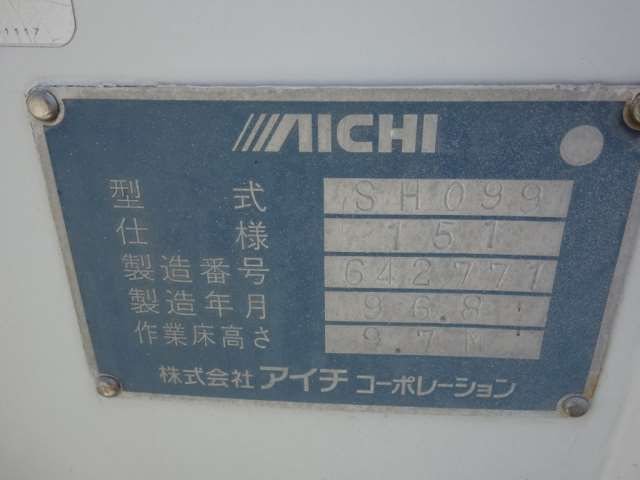 1117
AICHI
型式 SH099
仕様 151
製造番号 642771
製造年月 96.8
作業床高さ 9.7M
株式会社 アイチ コーポレーション